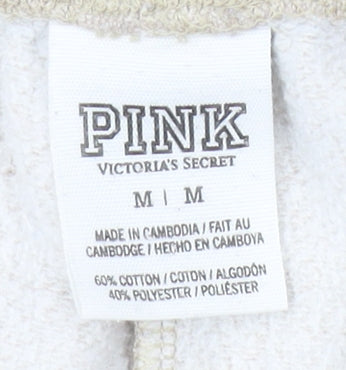 PINK
VICTORIA'S SECRET
M | M
MADE IN CAMBODIA / FAIT AU
CAMBODGE / HECHO EN CAMBOYA
60% COTTON / COTON / ALGODÓN
40% POLYESTER / POLIÉSTER